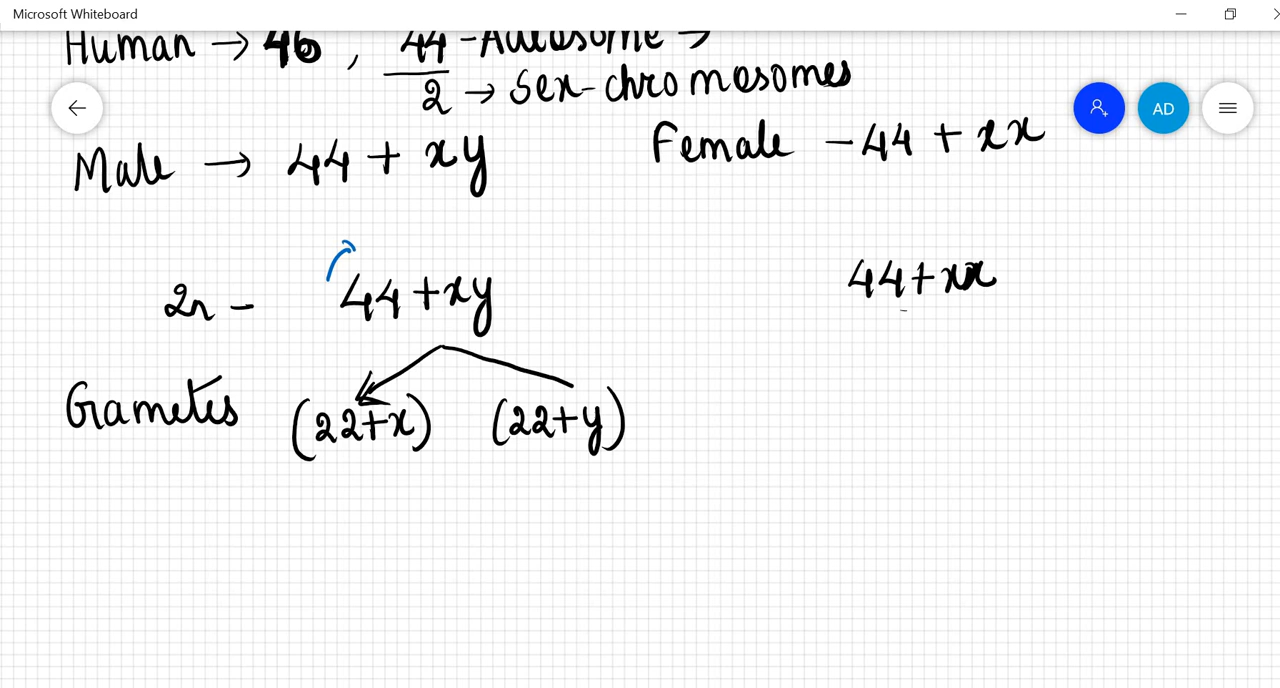 Microsoft Whiteboard
Human → 46, 44 - Autosome →
2 → Sex-chromosomes
AD
Male → 44 + xy Female - 44 + xx
2n - 44+xy 44+xx
Gametes (22+x) (22+y)